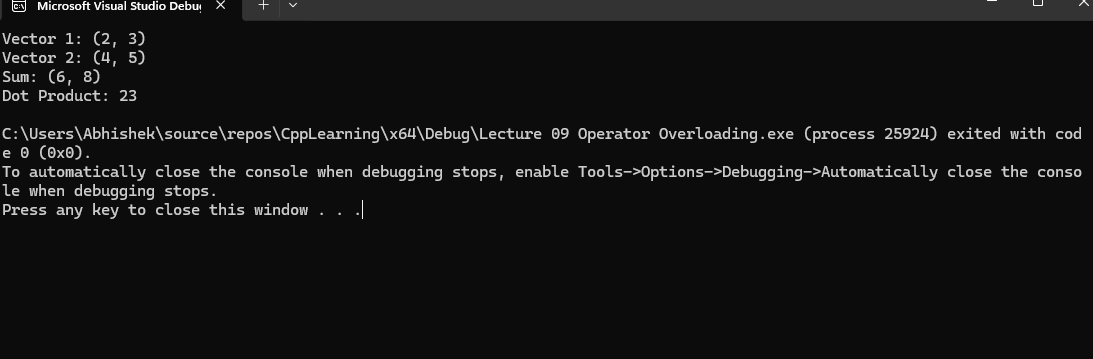 Microsoft Visual Studio Debug
Vector 1: (2, 3)
Vector 2: (4, 5)
Sum: (6, 8)
Dot Product: 23
C:\Users\Abhishek\source\repos\CppLearning\x64\Debug\Lecture 09 Operator Overloading.exe (process 25924) exited with cod
e 0 (0x0).
To automatically close the console when debugging stops, enable Tools->Options->Debugging->Automatically close the conso
le when debugging stops.
Press any key to close this window . . .